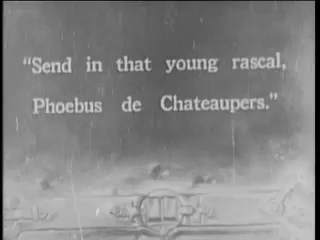 “Send in that young rascal,
Phoebus de Chateaupers.”